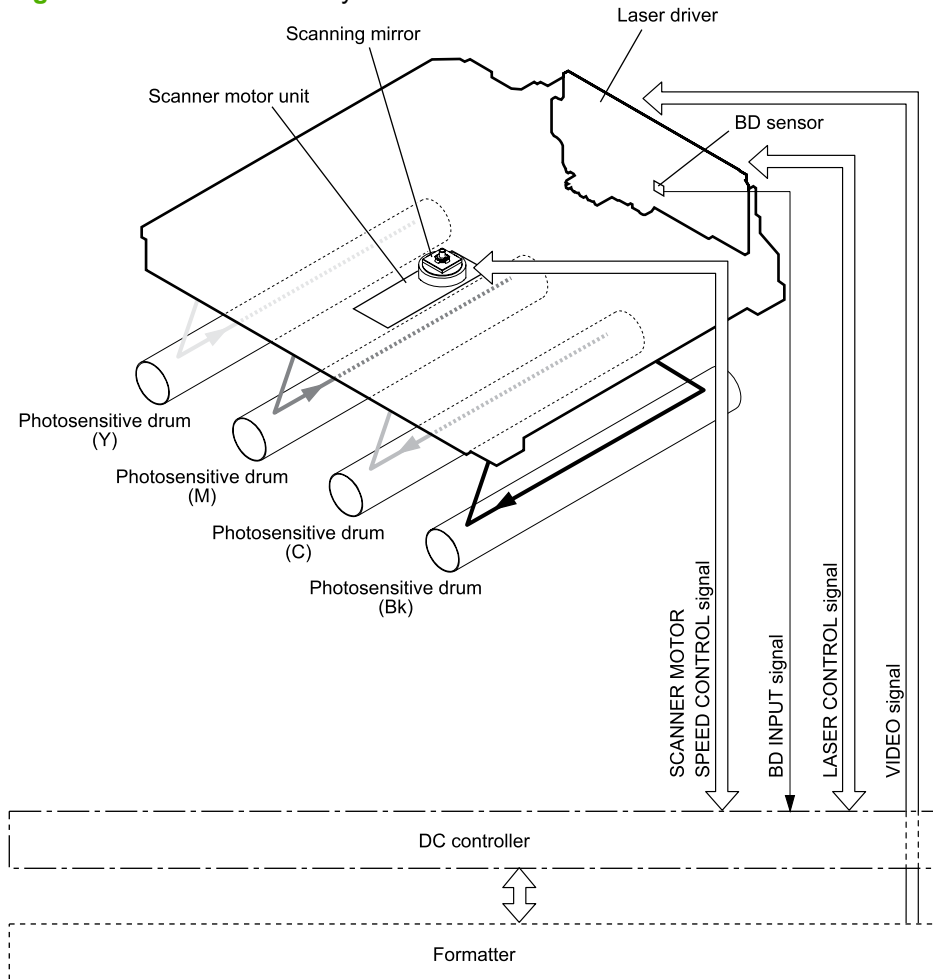 Laser driver
Scanning mirror
Scanner motor unit
BD sensor
Photosensitive drum
(Y)
Photosensitive drum
(M)
Photosensitive drum
(C)
Photosensitive drum
(Bk)
SCANNER MOTOR
SPEED CONTROL signal
BD INPUT signal
LASER CONTROL signal
VIDEO signal
DC controller
Formatter